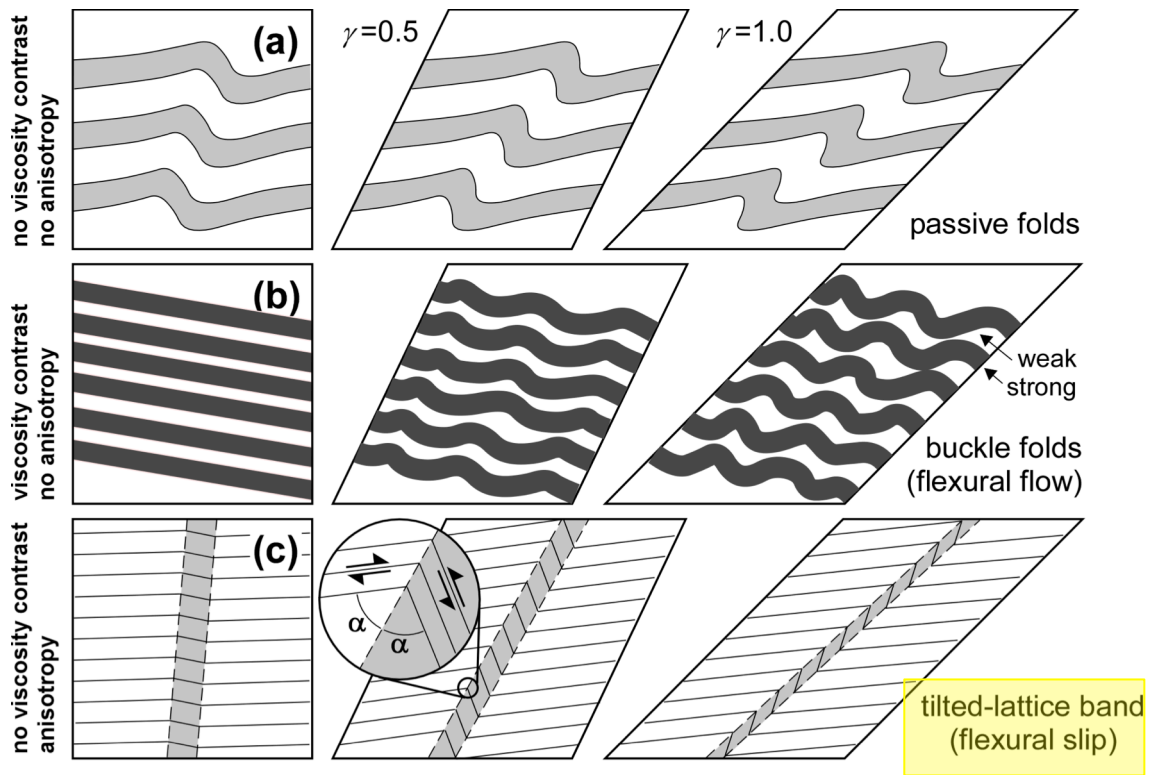 no viscosity contrast
no anisotropy
(a)
γ=0.5
γ=1.0
passive folds
viscosity contrast
no anisotropy
(b)
weak
strong
buckle folds
(flexural flow)
no viscosity contrast
anisotropy
(c)
α
α
tilted-lattice band
(flexural slip)